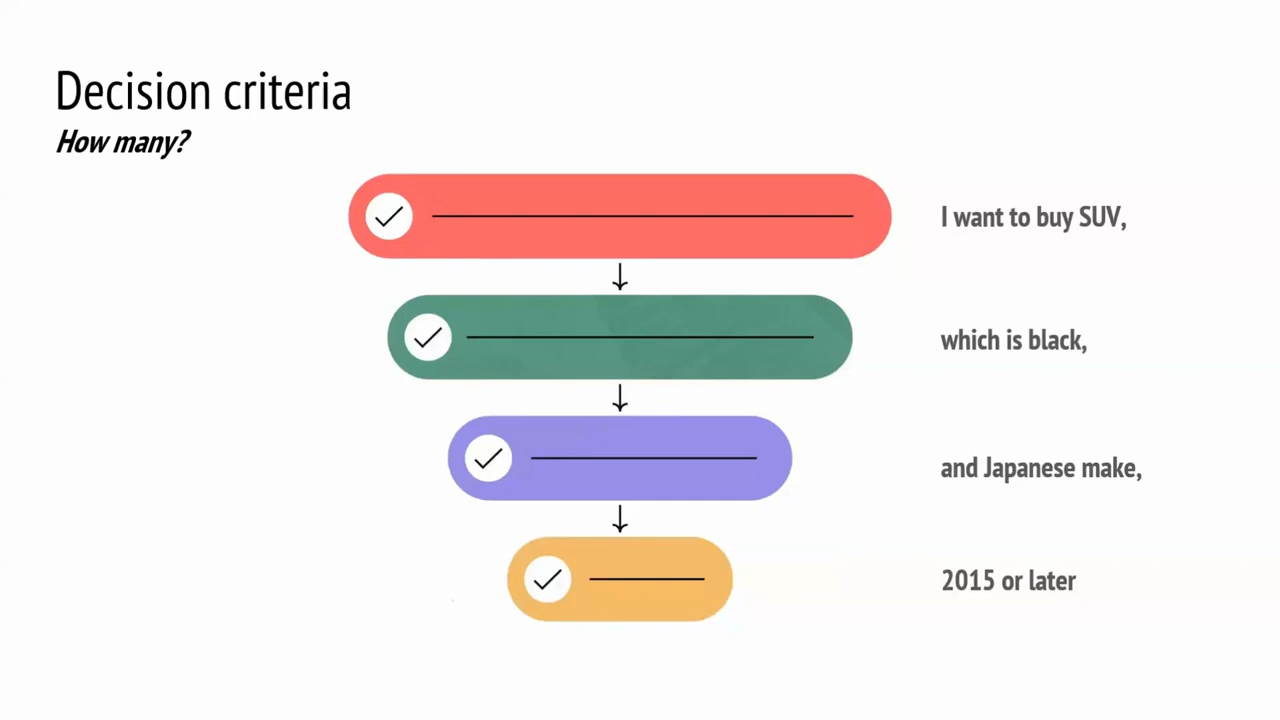 Decision criteria
How many?
I want to buy SUV,
which is black,
and Japanese make,
2015 or later